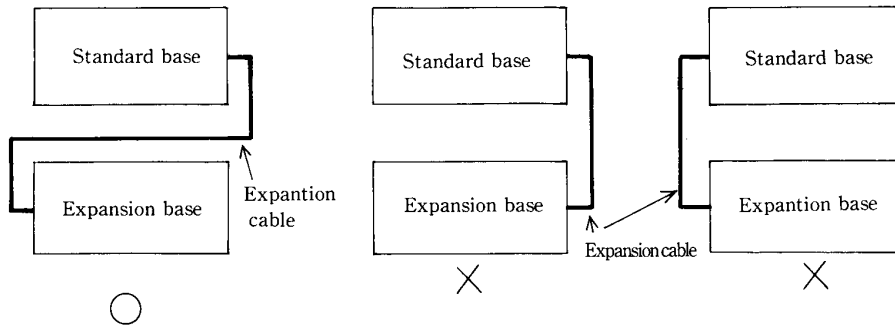 Standard base
Expantion
cable
Expansion base
Standard base
Expansion base
Expansion cable
Standard base
Expantion base